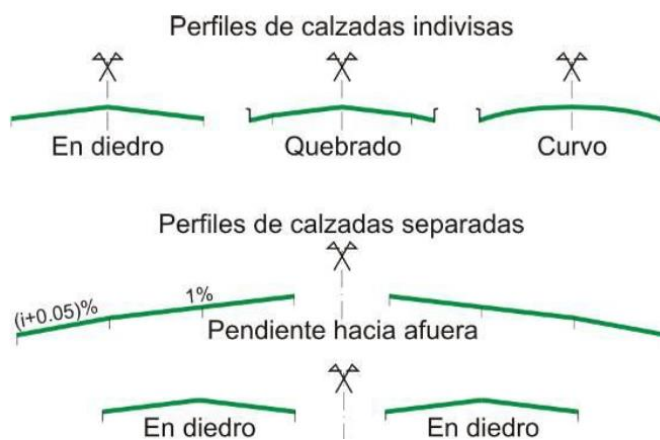 Perfiles de calzadas indivisas
En diedro
Quebrado
Curvo
Perfiles de calzadas separadas
(i+0.05)%
1%
Pendiente hacia afuera
En diedro
En diedro